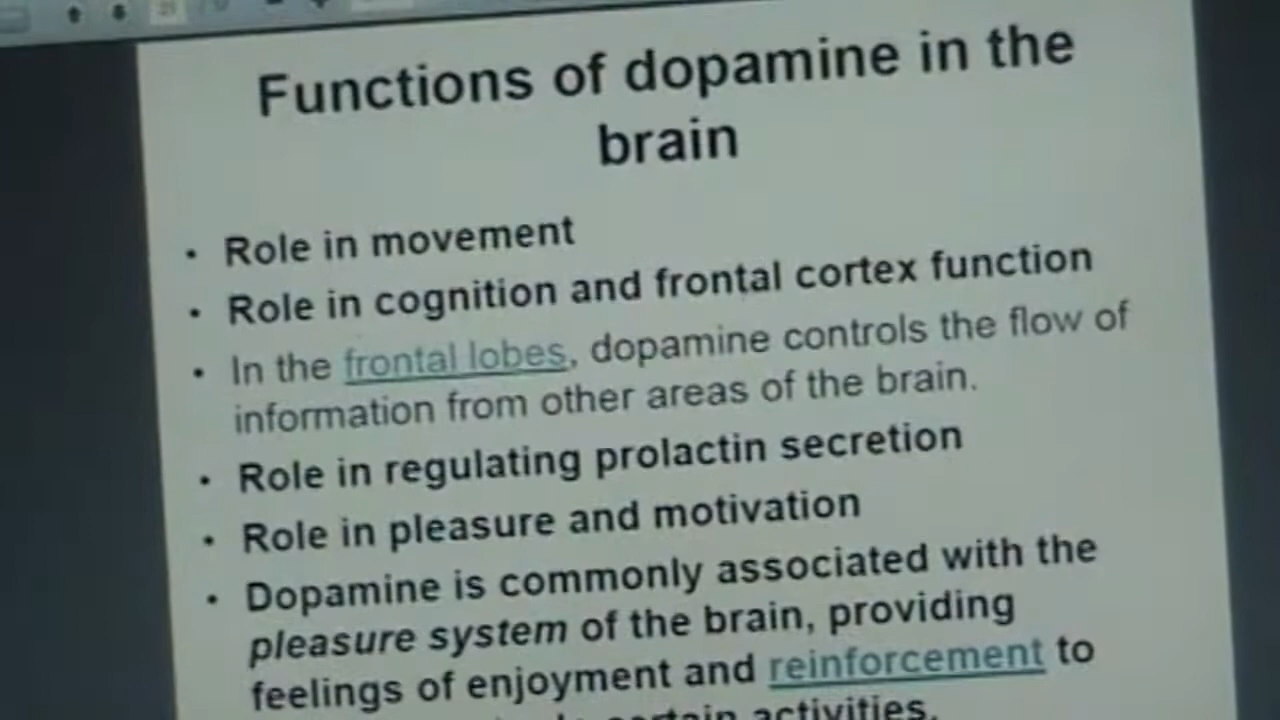 Functions of dopamine in the
brain
• Role in movement
• Role in cognition and frontal cortex function
• In the frontal lobes, dopamine controls the flow of
information from other areas of the brain.
• Role in regulating prolactin secretion
• Role in pleasure and motivation
• Dopamine is commonly associated with the
pleasure system of the brain, providing
feelings of enjoyment and reinforcement to
certain activities.